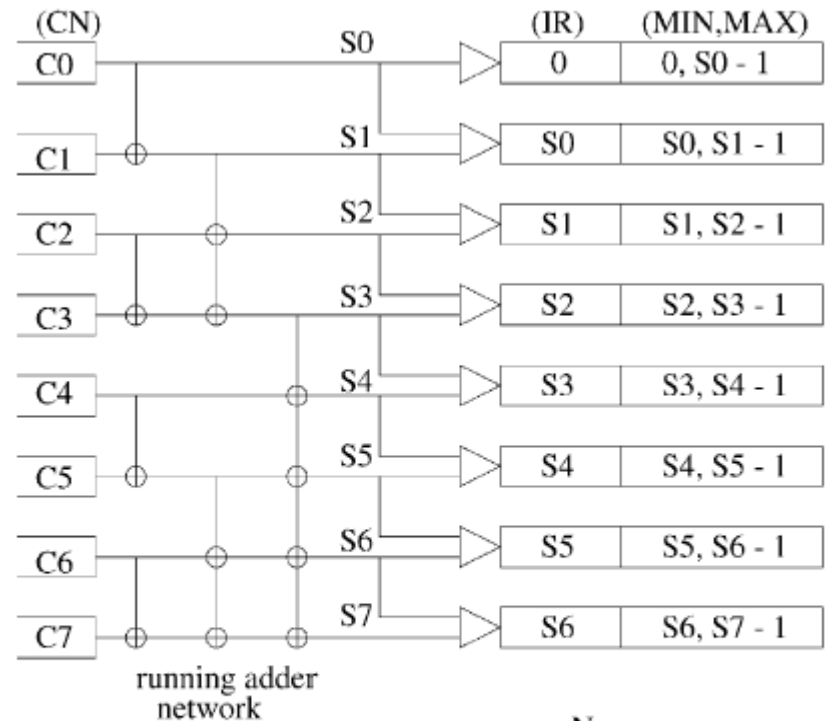 (CN) (IR) (MIN,MAX)
C0 S0 0 0, S0 - 1
C1 S1 S0 S0, S1 - 1
C2 S2 S1 S1, S2 - 1
C3 S3 S2 S2, S3 - 1
C4 S4 S3 S3, S4 - 1
C5 S5 S4 S4, S5 - 1
C6 S6 S5 S5, S6 - 1
C7 S7 S6 S6, S7 - 1
running adder
network